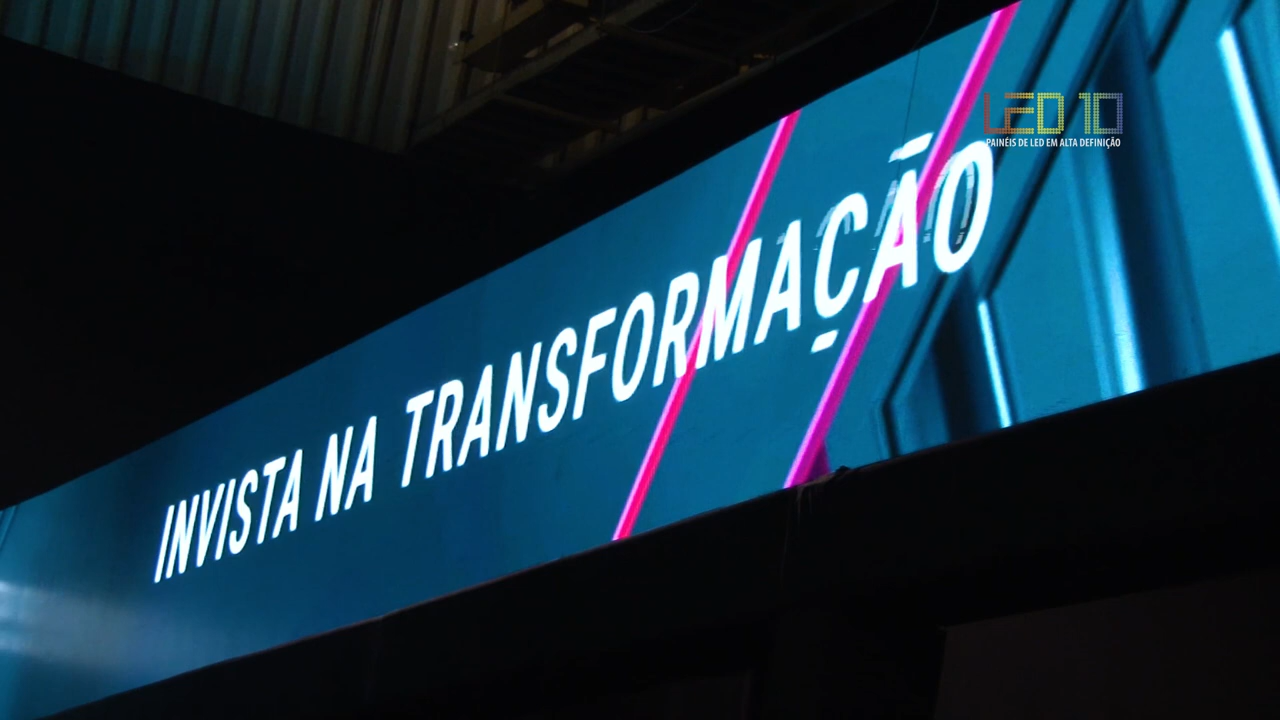 LED 10
PAINÉIS DE LED EM ALTA DEFINIÇÃO
INVISTA NA TRANSFORMAÇÃO